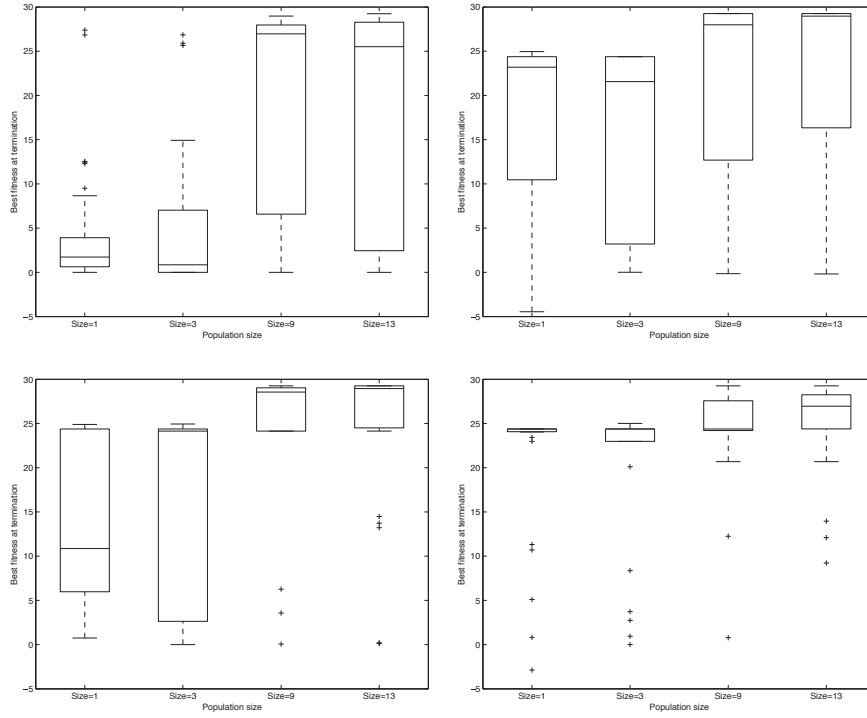 30
25
20
15
10
5
0
−5
Best fitness at termination
Size=1 Size=3 Size=9 Size=13
Population size
30
25
20
15
10
5
0
−5
Best fitness at termination
Size=1 Size=3 Size=9 Size=13
Population size
30
25
20
15
10
5
0
−5
Best fitness at termination
Size=1 Size=3 Size=9 Size=13
Population size
30
25
20
15
10
5
0
−5
Best fitness at termination
Size=1 Size=3 Size=9 Size=13
Population size